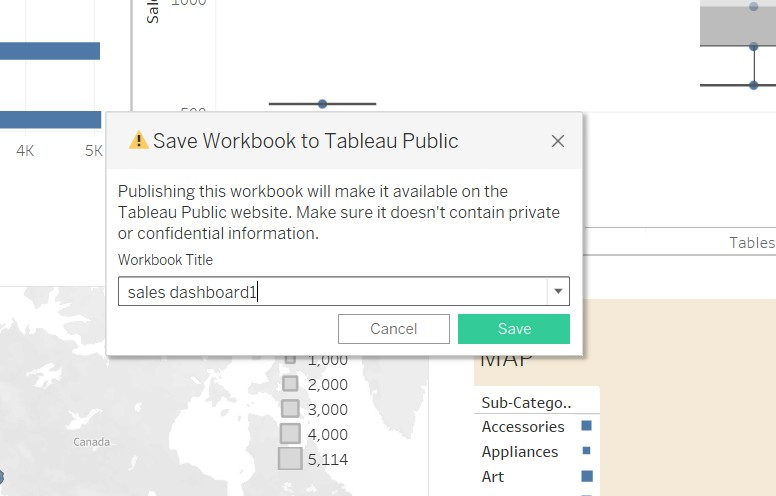 Sale
1000
500
4K
5K
Save Workbook to Tableau Public
Publishing this workbook will make it available on the
Tableau Public website. Make sure it doesn't contain private
or confidential information.
Workbook Title
sales dashboard1
Cancel
Save
Tables
Canada
1,000
2,000
3,000
4,000
5,114
MAP
Sub-Catego..
Accessories
Appliances
Art